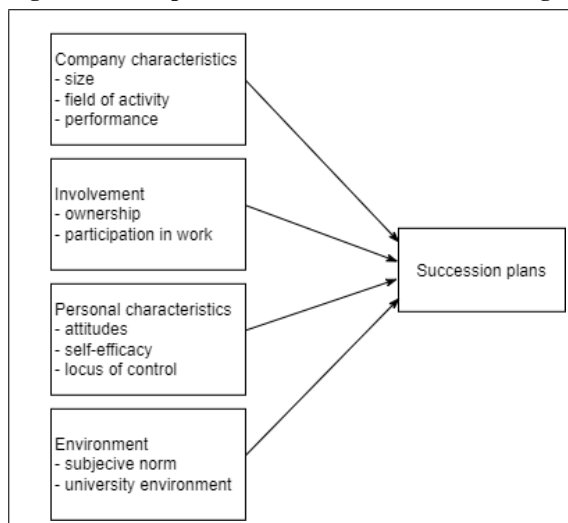 Company characteristics
- size
- field of activity
- performance
Involvement
- ownership
- participation in work
Succession plans
Personal characteristics
- attitudes
- self-efficacy
- locus of control
Environment
- subjecive norm
- university environment